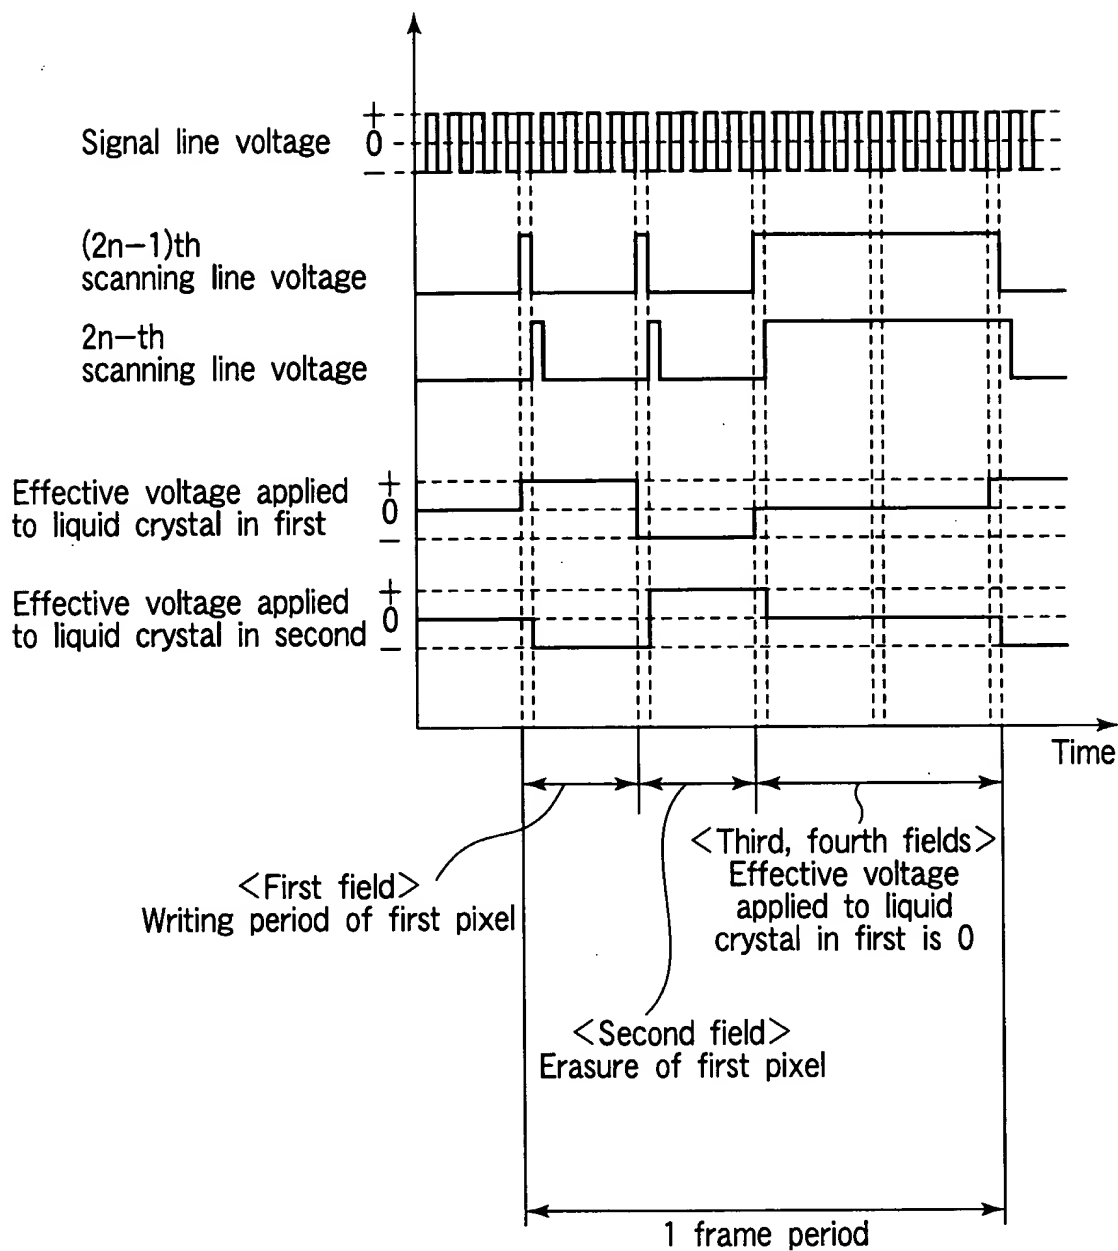 Signal line voltage
+
0
−
(2n−1)th
scanning line voltage
2n−th
scanning line voltage
Effective voltage applied
to liquid crystal in first
+
0
−
Effective voltage applied
to liquid crystal in second
+
0
−
Time
<First field>
Writing period of first pixel
<Second field>
Erasure of first pixel
<Third, fourth fields>
Effective voltage
applied to liquid
crystal in first is 0
1 frame period